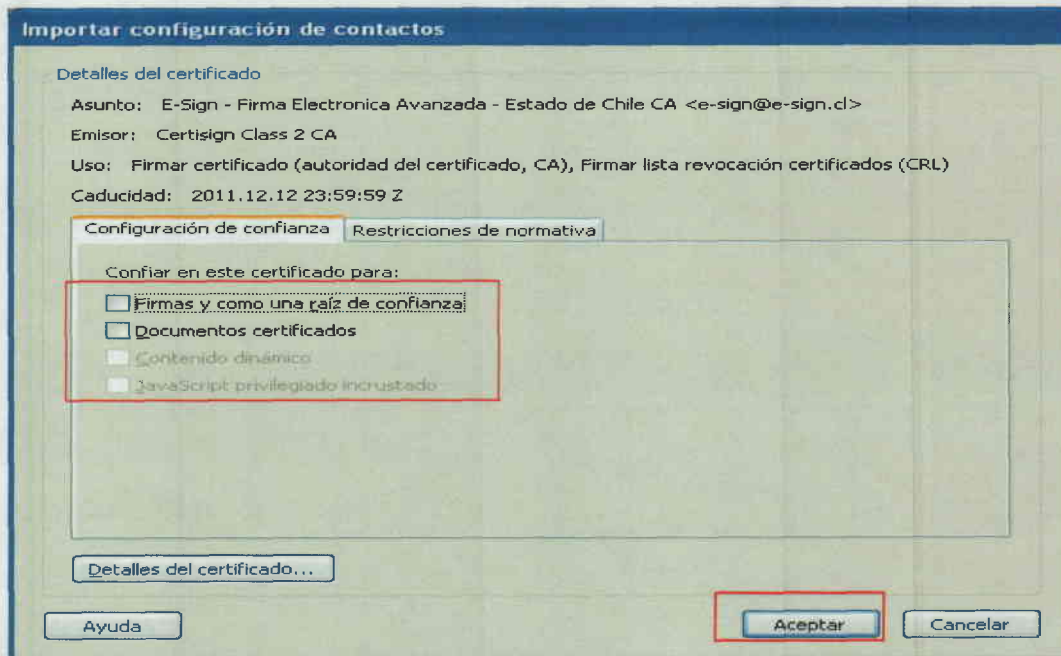 Importar configuración de contactos
Detalles del certificado
Asunto: E-Sign - Firma Electronica Avanzada - Estado de Chile CA <e-sign@e-sign.cl>
Emisor: Certisign Class 2 CA
Uso: Firmar certificado (autoridad del certificado, CA), Firmar lista revocación certificados (CRL)
Caducidad: 2011.12.12 23:59:59 Z
Configuración de confianza Restricciones de normativa
Confiar en este certificado para:
Firmas y como una raíz de confianza
Documentos certificados
Contenido dinámico
JavaScript privilegiado incrustado
Detalles del certificado...
Ayuda Aceptar Cancelar